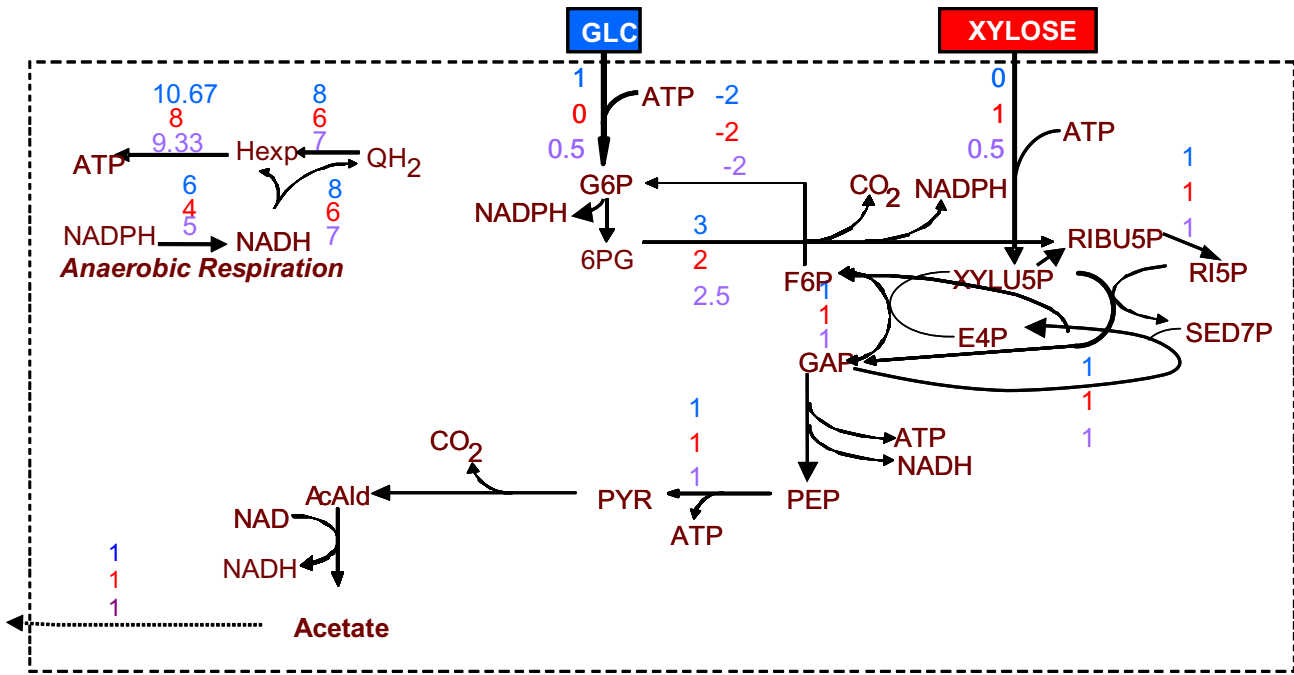 GLC
XYLOSE
10.67
8
9.33
8
6
7
ATP
Hexp
QH2
6
4
5
8
6
7
NADPH
NADH
Anaerobic Respiration
1
0
0.5
ATP
-2
-2
-2
0
1
0.5
ATP
G6P
NADPH
6PG
3
2
2.5
CO2
NADPH
1
1
1
RIBU5P
RI5P
F6P
XYLU5P
1
1
1
E4P
SED7P
GAP
1
1
1
ATP
NADH
1
1
1
CO2
AcAld
PYR
PEP
ATP
NAD
NADH
1
1
1
Acetate